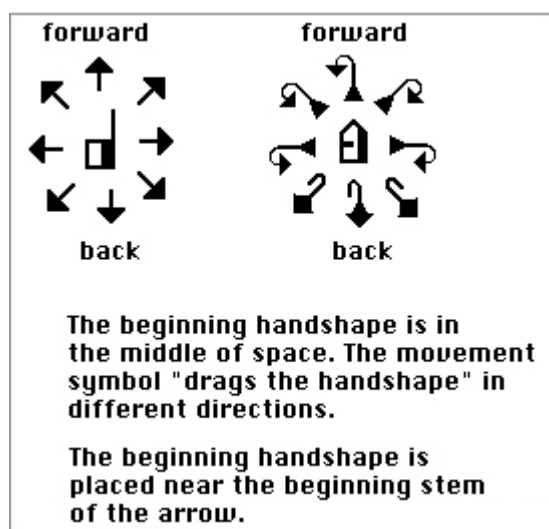 forward
forward
back
back
The beginning handshape is in
the middle of space. The movement
symbol "drags the handshape" in
different directions.
The beginning handshape is
placed near the beginning stem
of the arrow.